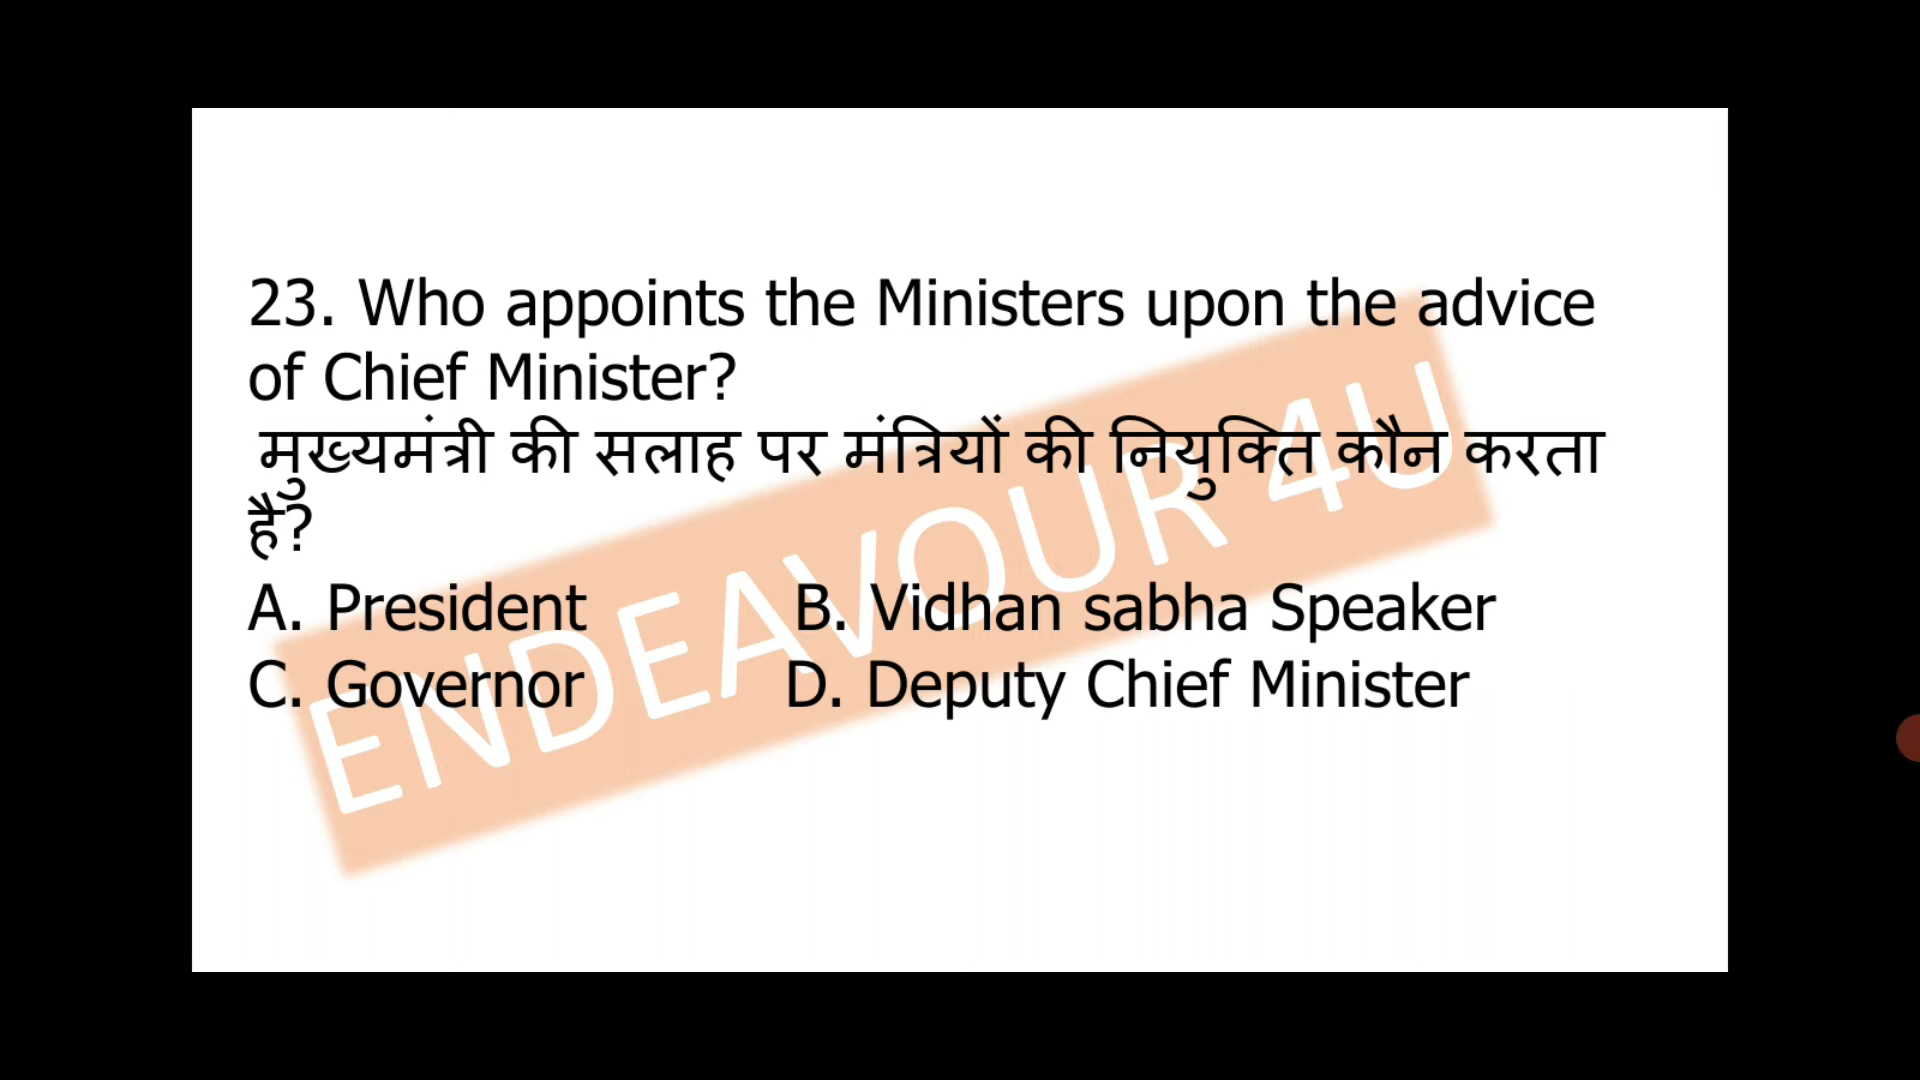 23. Who appoints the Ministers upon the advice
of Chief Minister?
मुख्यमंत्री की सलाह पर मंत्रियों की नियुक्ति कौन करता
है?
A. President B. Vidhan sabha Speaker
C. Governor D. Deputy Chief Minister
ENDEAVOUR 4U